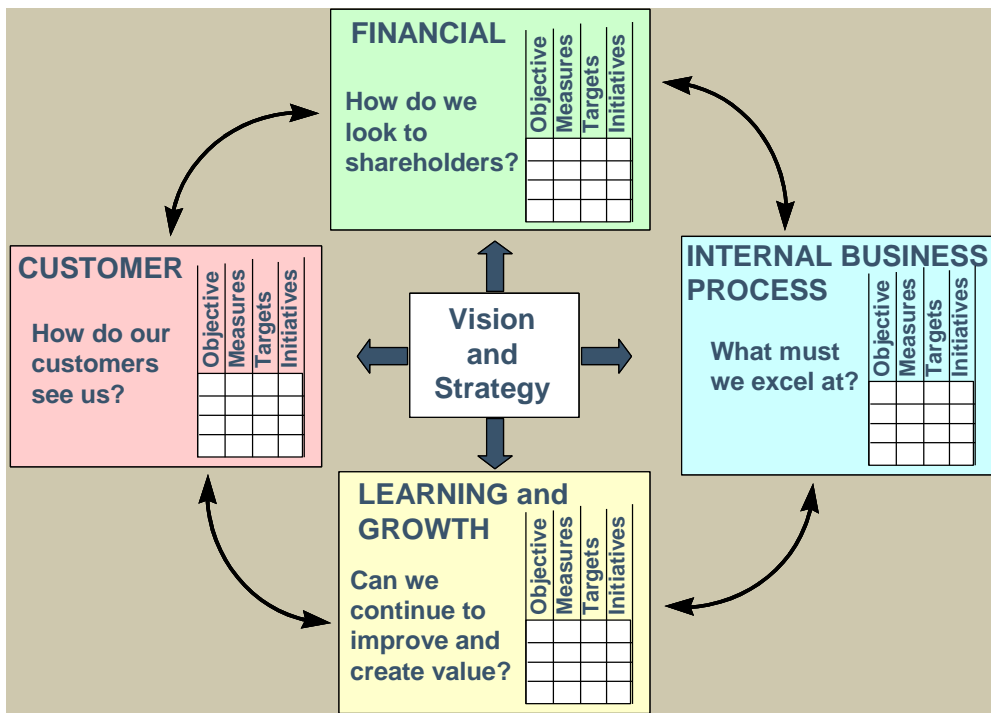 FINANCIAL
How do we
look to
shareholders?
Objective
Measures
Targets
Initiatives
CUSTOMER
How do our
customers
see us?
Objective
Measures
Targets
Initiatives
Vision
and
Strategy
INTERNAL BUSINESS
PROCESS
What must
we excel at?
Objective
Measures
Targets
Initiatives
LEARNING and
GROWTH
Can we
continue to
improve and
create value?
Objective
Measures
Targets
Initiatives